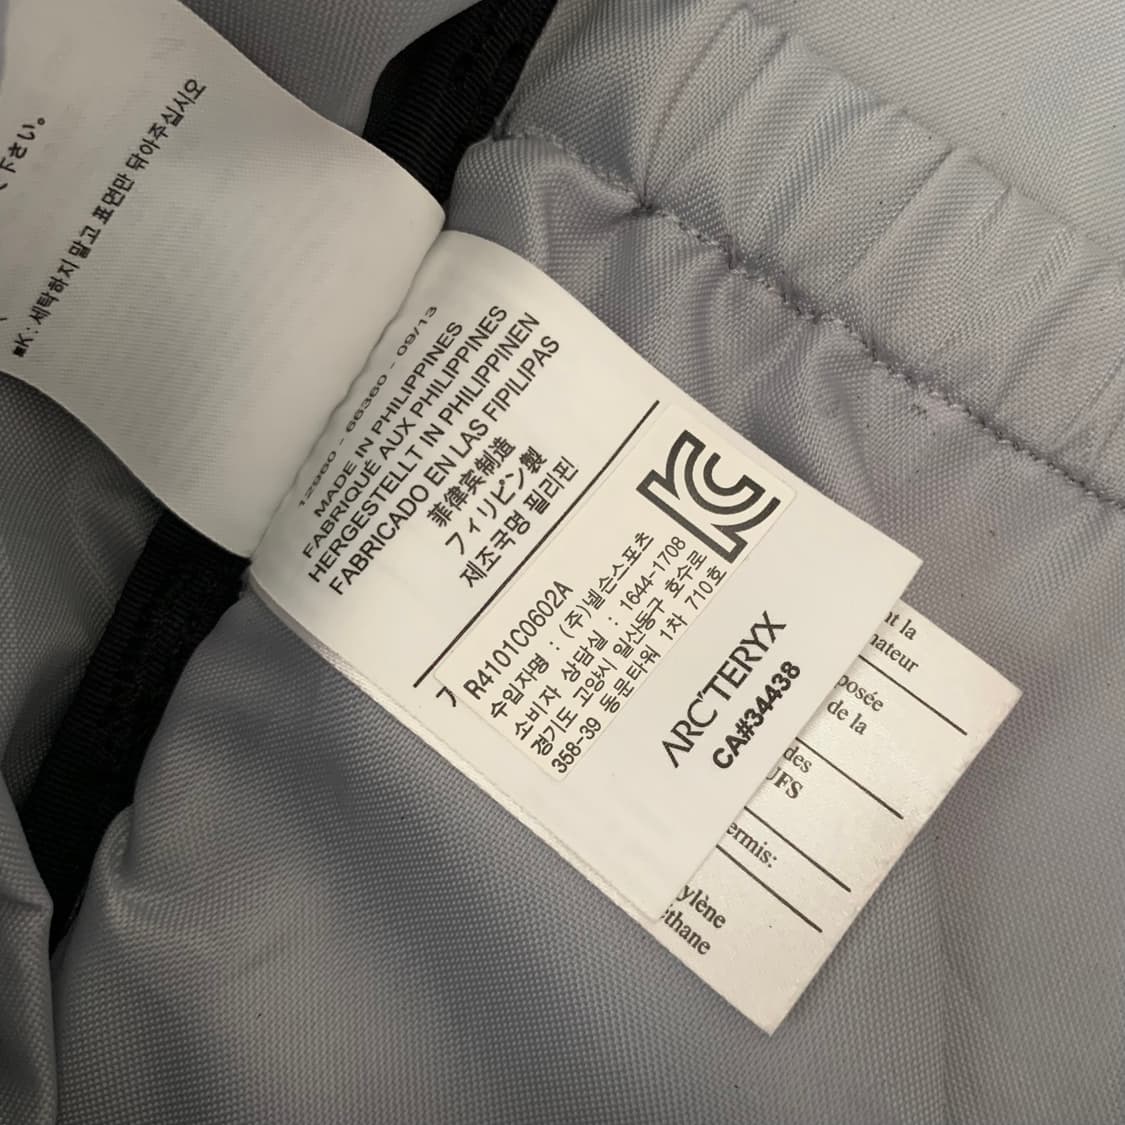 下さい。
■K : 세탁하지 말고 표면만 닦아주십시오
12960 - 66360 - 09/13
MADE IN PHILIPPINES
FABRIQUÉ AUX PHILIPPINES
HERGESTELLT IN PHILIPPINEN
FABRICADO EN LAS FIPILIPAS
菲律宾制造
フィリピン製
제조국명 필리핀
R4101C0602A
수입자명 : (주)넬슨스포츠
소비자 상담실 : 1644-1708
경기도 고양시 일산동구 호수로
358-39 동문타워 1차 710호
ARC'TERYX
CA#34438
nt la
nateur
posée
de la
des
UFS
ermis:
ylène
éthane